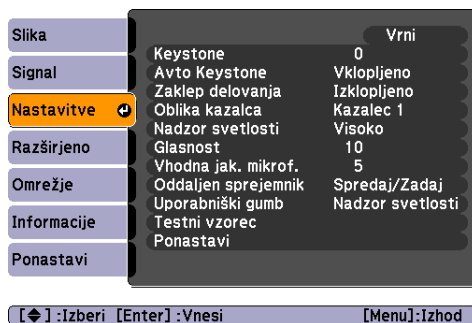 Slika
Signal
Nastavitve
Razširjeno
Omrežje
Informacije
Ponastavi
Vrni
Keystone 0
Avto Keystone Vklopljeno
Zaklep delovanja Izklopljeno
Oblika kazalca Kazalec 1
Nadzor svetlosti Visoko
Glasnost 10
Vhodna jak. mikrof. 5
Oddaljen sprejemnik Spredaj/Zadaj
Uporabniški gumb Nadzor svetlosti
Testni vzorec
Ponastavi
[◆] :Izberi [Enter] :Vnesi [Menu]:Izhod